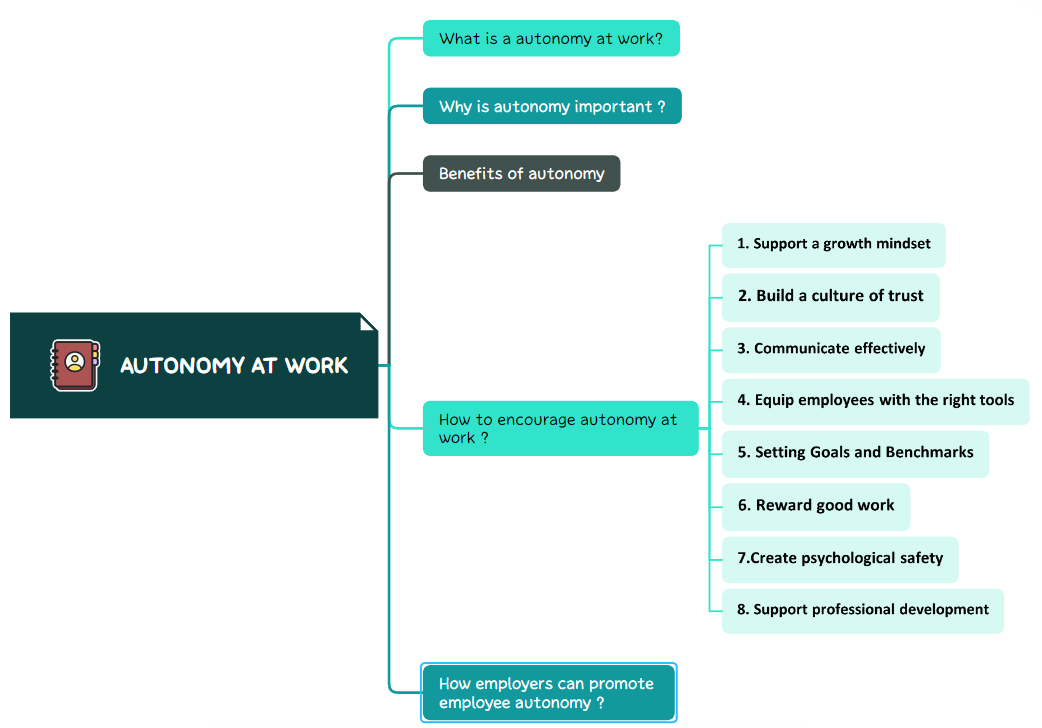 What is a autonomy at work?
Why is autonomy important ?
Benefits of autonomy
AUTONOMY AT WORK
How to encourage autonomy at
work ?
1. Support a growth mindset
2. Build a culture of trust
3. Communicate effectively
4. Equip employees with the right tools
5. Setting Goals and Benchmarks
6. Reward good work
7.Create psychological safety
8. Support professional development
How employers can promote
employee autonomy ?